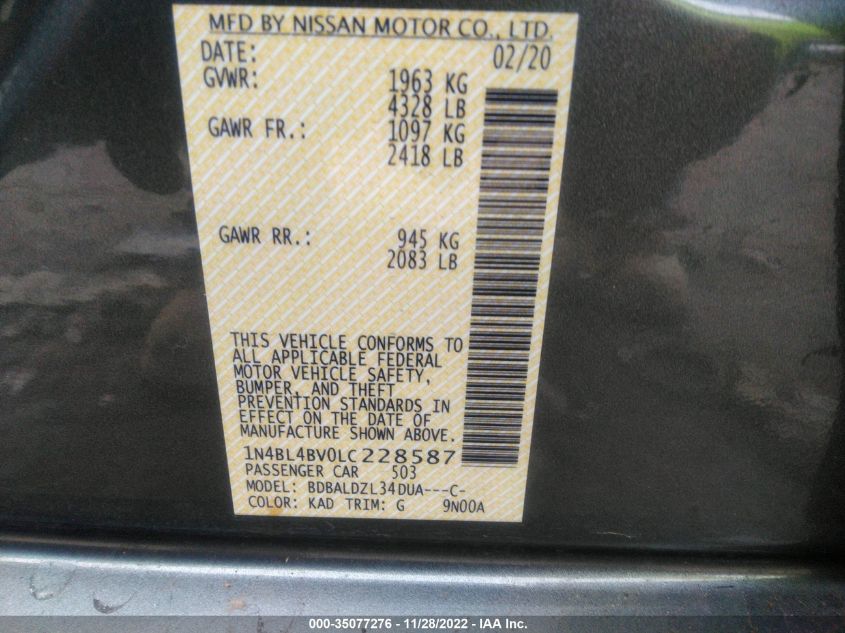 MFD BY NISSAN MOTOR CO., LTD.
DATE: 02/20
GVWR: 1963 KG
4328 LB
GAWR FR.: 1097 KG
2418 LB
GAWR RR.: 945 KG
2083 LB
THIS VEHICLE CONFORMS TO
ALL APPLICABLE FEDERAL
MOTOR VEHICLE SAFETY,
BUMPER, AND THEFT
PREVENTION STANDARDS IN
EFFECT ON THE DATE OF
MANUFACTURE SHOWN ABOVE.
1N4BL4BV0LC228587
PASSENGER CAR 503
MODEL: BDBALDZL34DUA---C-
COLOR: KAD TRIM: G 9N00A
000-35077276 - 11/28/2022 - IAA Inc.